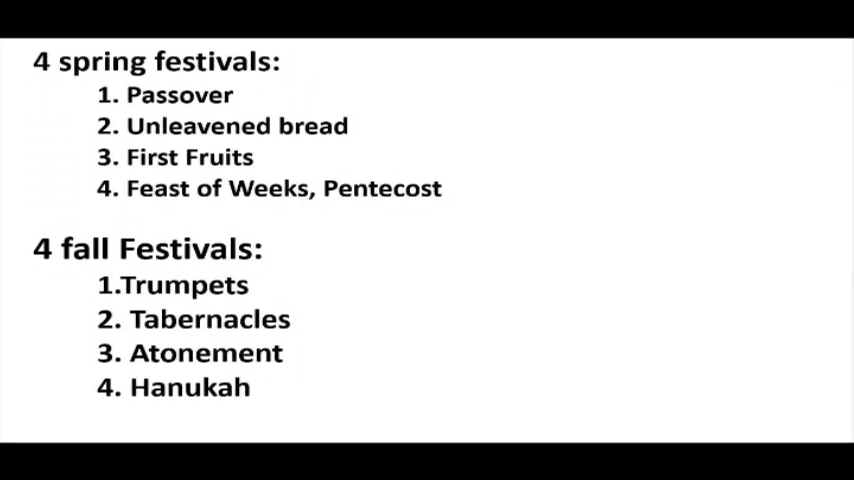 4 spring festivals:
1. Passover
2. Unleavened bread
3. First Fruits
4. Feast of Weeks, Pentecost
4 fall Festivals:
1.Trumpets
2. Tabernacles
3. Atonement
4. Hanukah